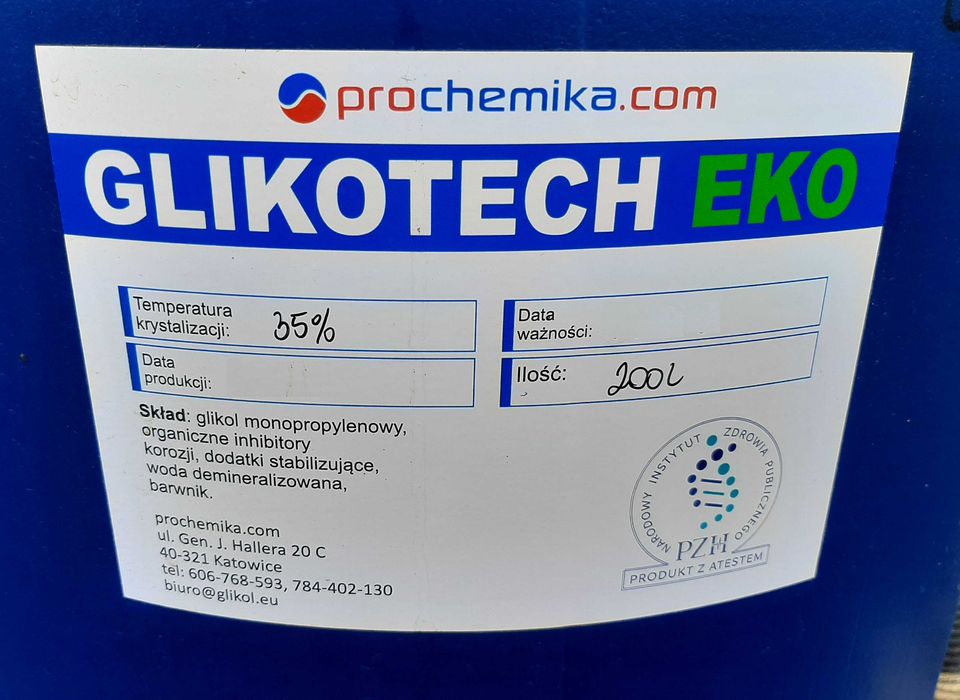 prochemika.com
GLIKOTECH EKO
Temperatura
krystalizacji: 35%
Data
ważności:
Data
produkcji:
Ilość: 200L
Skład: glikol monopropylenowy,
organiczne inhibitory
korozji, dodatki stabilizujące,
woda demineralizowana,
barwnik.
prochemika.com
ul. Gen. J. Hallera 20 C
40-321 Katowice
tel: 606-768-593, 784-402-130
biuro@glikol.eu
NARODOWY INSTYTUT ZDROWIA PUBLICZNEGO
PZH
PRODUKT Z ATESTEM